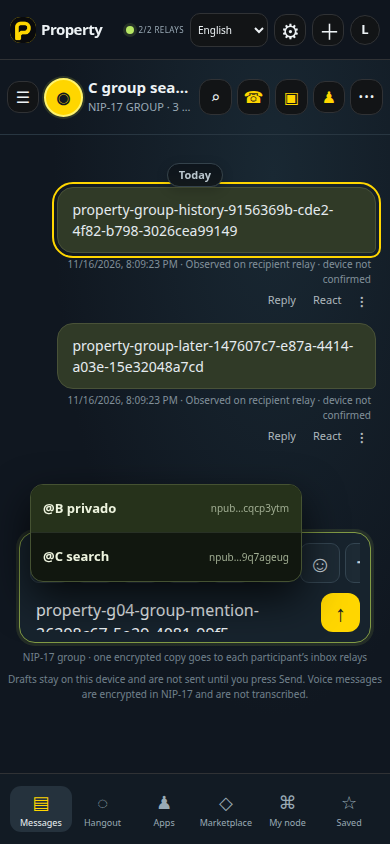 Property
2/2 RELAYS
English
L
C group sea...
NIP-17 GROUP · 3 ...
Today
property-group-history-9156369b-cde2-
4f82-b798-3026cea99149
11/16/2026, 8:09:23 PM · Observed on recipient relay · device not
confirmed
Reply React
property-group-later-147607c7-e87a-4414-
a03e-15e32048a7cd
11/16/2026, 8:09:23 PM · Observed on recipient relay · device not
confirmed
Reply React
@B privado npub...cqcp3ytm
@C search npub...9q7ageug
property-g04-group-mention-
NIP-17 group · one encrypted copy goes to each participant's inbox relays
Drafts stay on this device and are not sent until you press Send. Voice messages
are encrypted in NIP-17 and are not transcribed.
Messages Hangout Apps Marketplace My node Saved